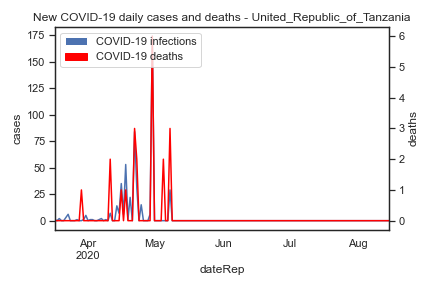 New COVID-19 daily cases and deaths - United_Republic_of_Tanzania
COVID-19 infections
COVID-19 deaths
175
150
125
100
75
50
25
0
cases
6
5
4
3
2
1
0
deaths
Apr
2020
May
Jun
Jul
Aug
dateRep